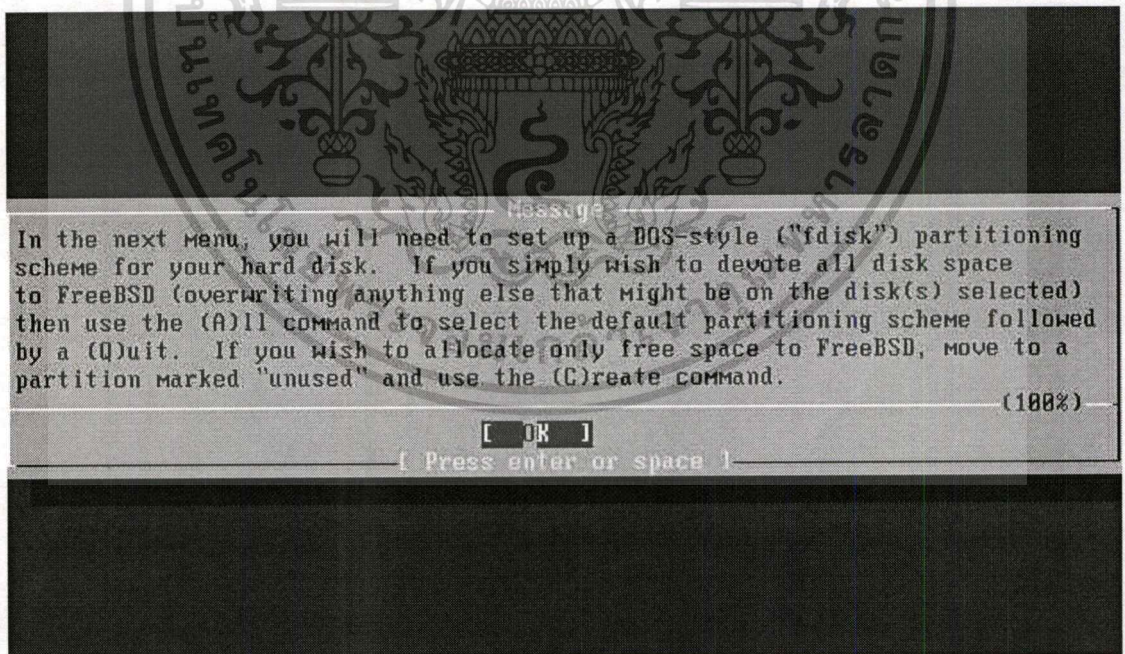 Message
In the next menu, you will need to set up a DOS-style ("fdisk") partitioning
scheme for your hard disk.  If you simply wish to devote all disk space
to FreeBSD (overwriting anything else that might be on the disk(s) selected)
then use the (A)ll command to select the default partitioning scheme followed
by a (Q)uit.  If you wish to allocate only free space to FreeBSD, move to a
partition marked "unused" and use the (C)reate command.
(100%)
[  OK  ]
[ Press enter or space ]